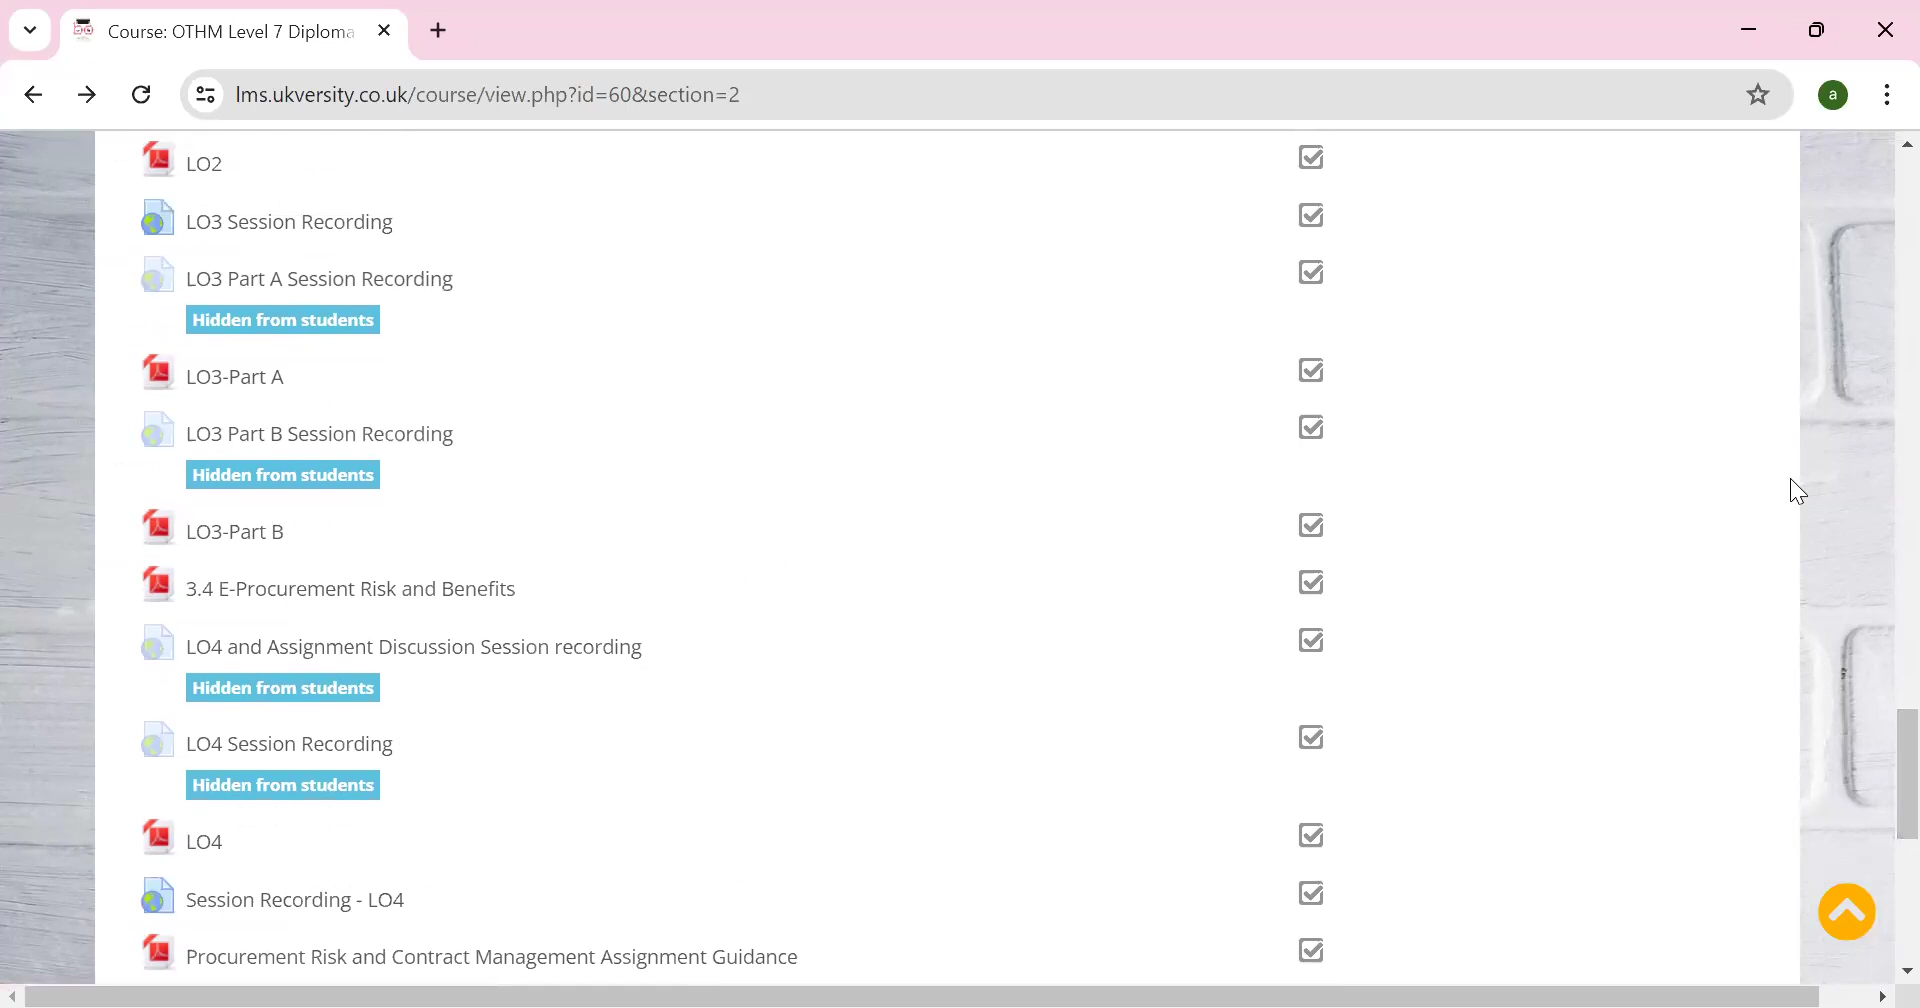 Course: OTHM Level 7 Diploma
lms.ukversity.co.uk/course/view.php?id=60&section=2
a
LO2
LO3 Session Recording
LO3 Part A Session Recording
Hidden from students
LO3-Part A
LO3 Part B Session Recording
Hidden from students
LO3-Part B
3.4 E-Procurement Risk and Benefits
LO4 and Assignment Discussion Session recording
Hidden from students
LO4 Session Recording
Hidden from students
LO4
Session Recording - LO4
Procurement Risk and Contract Management Assignment Guidance